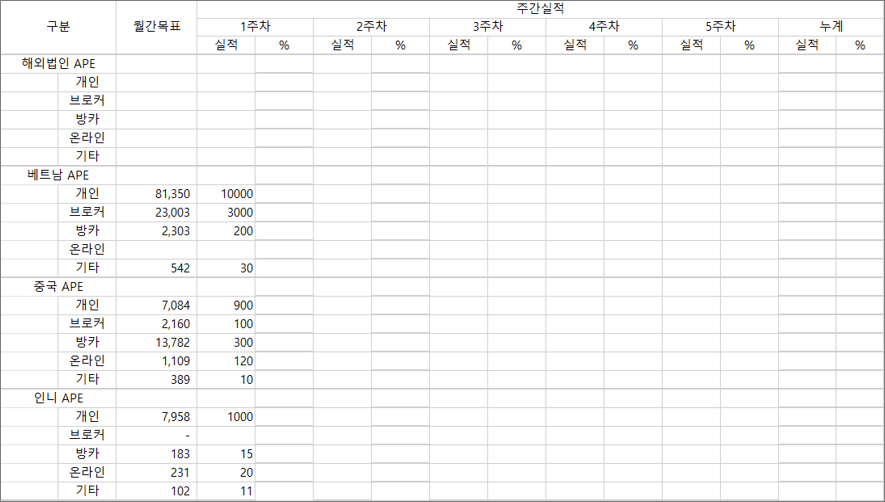 주간실적
구분 월간목표 1주차 2주차 3주차 4주차 5주차 누계
실적 % 실적 % 실적 % 실적 % 실적 % 실적 %
해외법인 APE
개인
브로커
방카
온라인
기타
베트남 APE
개인 81,350 10000
브로커 23,003 3000
방카 2,303 200
온라인
기타 542 30
중국 APE
개인 7,084 900
브로커 2,160 100
방카 13,782 300
온라인 1,109 120
기타 389 10
인니 APE
개인 7,958 1000
브로커 -
방카 183 15
온라인 231 20
기타 102 11